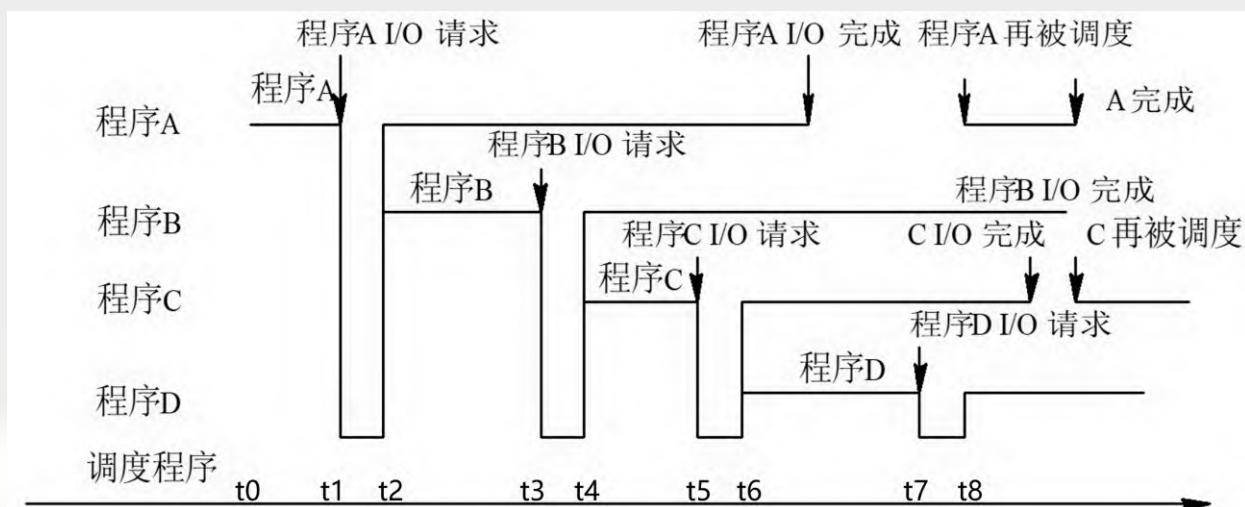 程序A I/O 请求
程序A I/O 完成
程序A 再被调度
程序A
程序A
A 完成
程序B I/O 请求
程序B
程序B I/O 完成
程序B
程序C I/O 请求
C I/O 完成
C 再被调度
程序C
程序C
程序D I/O 请求
程序D
程序D
调度程序
t0 t1 t2 t3 t4 t5 t6 t7 t8